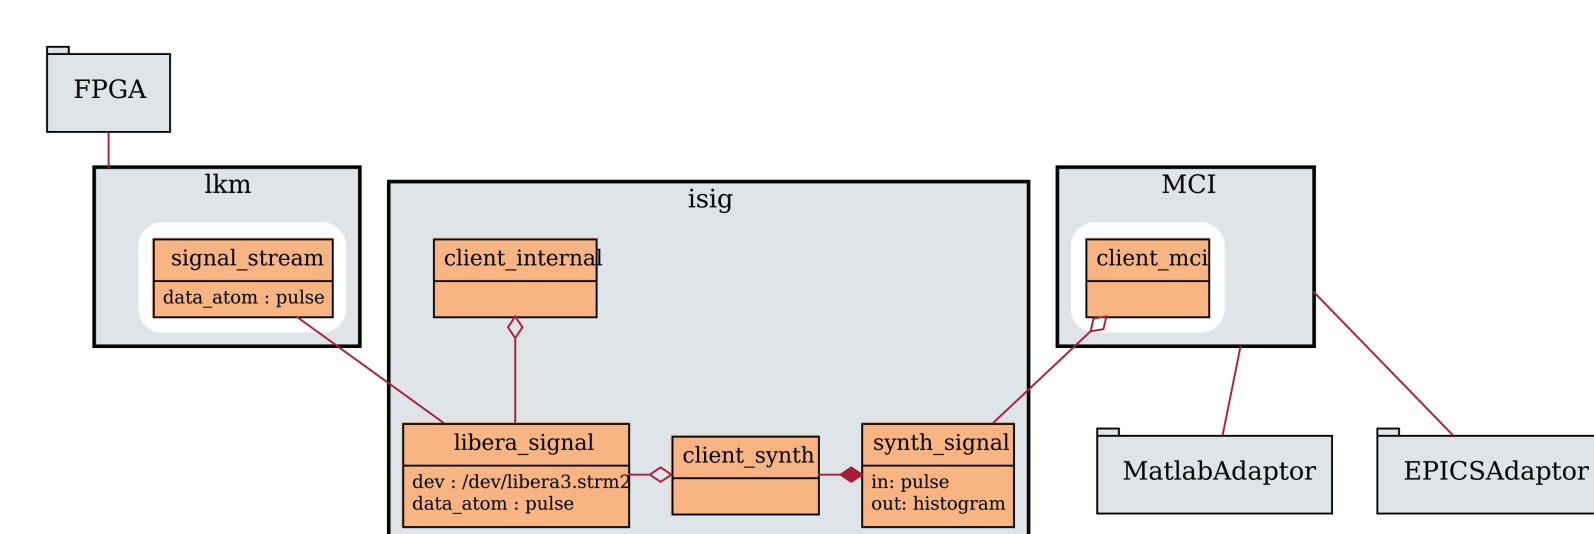 FPGA
lkm
signal_stream
data_atom : pulse
isig
client_internal
libera_signal
dev : /dev/libera3.strm2
data_atom : pulse
client_synth
synth_signal
in: pulse
out: histogram
MCI
client_mci
MatlabAdaptor
EPICSAdaptor